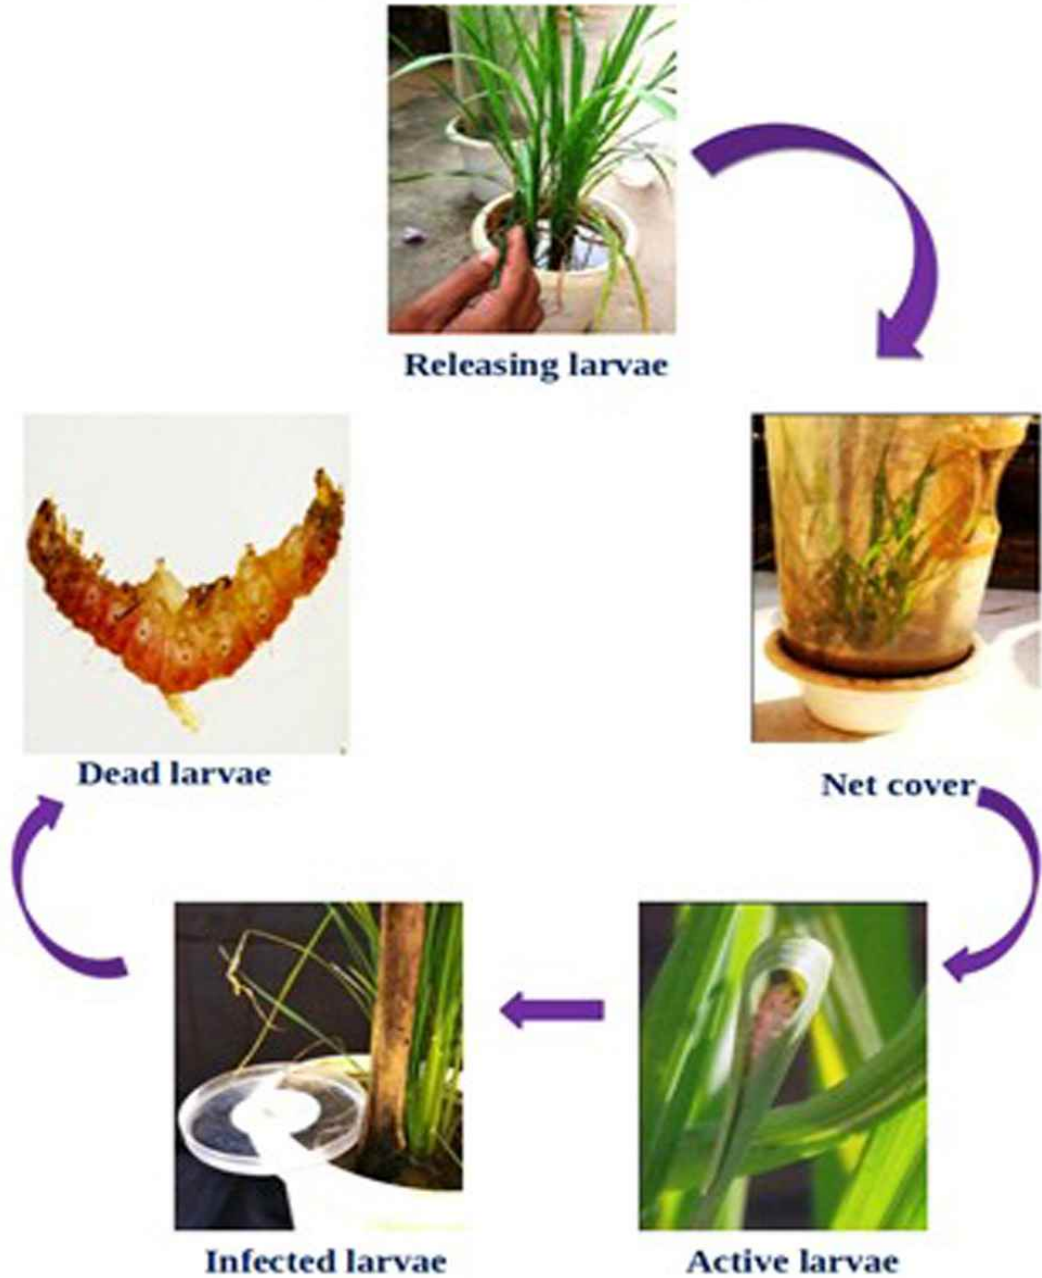 Releasing larvae
Dead larvae
Net cover
Infected larvae
Active larvae